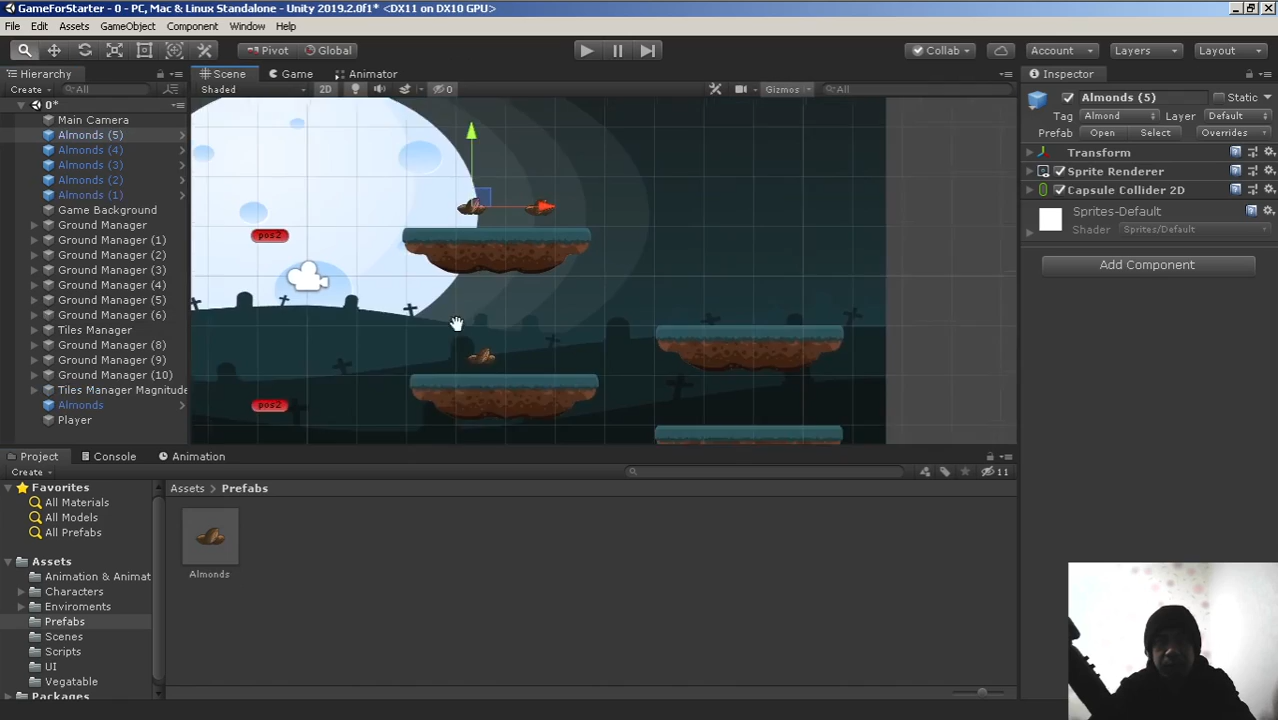 GameForStarter - 0 - PC, Mac & Linux Standalone - Unity 2019.2.0f1* <DX11 on DX10 GPU>
File Edit Assets GameObject Component Window Help
Pivot Global Collab Account Layers Layout
Hierarchy
Create All
0*
Main Camera
Almonds (5)
Almonds (4)
Almonds (3)
Almonds (2)
Almonds (1)
Game Background
Ground Manager
Ground Manager (1)
Ground Manager (2)
Ground Manager (3)
Ground Manager (4)
Ground Manager (5)
Ground Manager (6)
Tiles Manager
Ground Manager (8)
Ground Manager (9)
Ground Manager (10)
Tiles Manager Magnitude
Almonds
Player
Scene Game Animator
Shaded 2D 0 Gizmos All
pos2
pos2
Inspector
Almonds (5) Static
Tag Almond Layer Default
Prefab Open Select Overrides
Transform
Sprite Renderer
Capsule Collider 2D
Sprites-Default
Shader Sprites/Default
Add Component
Project Console Animation
Create 11
Favorites
All Materials
All Models
All Prefabs
Assets
Animation & Animat
Characters
Enviroments
Prefabs
Scenes
Scripts
UI
Vegatable
Packages
Assets Prefabs
Almonds